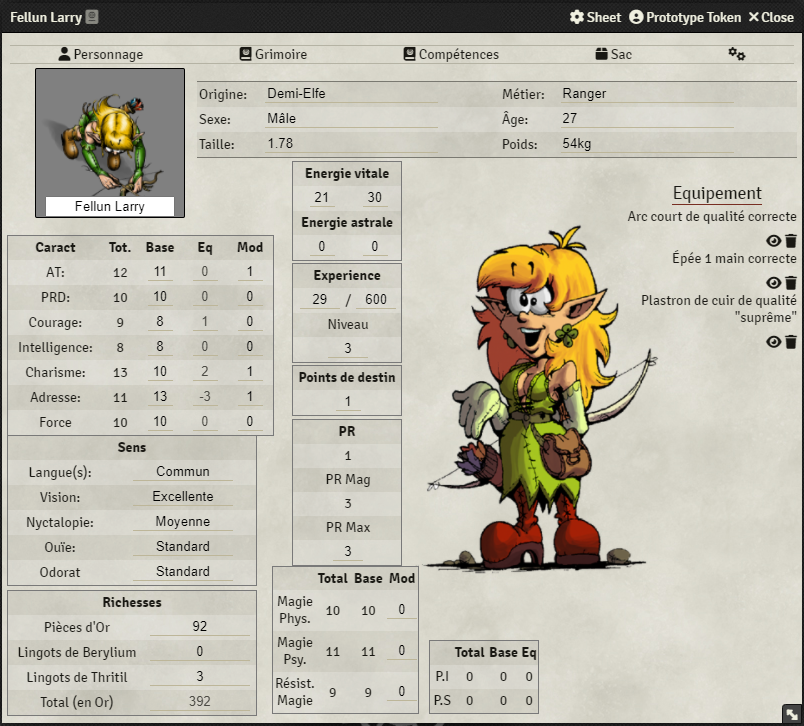 Fellun Larry Sheet Prototype Token Close
Personnage Grimoire Compétences Sac
Origine: Demi-Elfe Métier: Ranger
Sexe: Mâle Âge: 27
Taille: 1.78 Poids: 54kg
Fellun Larry
Energie vitale
21 30
Energie astrale
0 0
Experience
29 / 600
Niveau
3
Points de destin
1
PR
1
PR Mag
3
PR Max
3
Equipement
Arc court de qualité correcte
Épée 1 main correcte
Plastron de cuir de qualité
"suprême"
Caract Tot. Base Eq Mod
AT: 12 11 0 1
PRD: 10 10 0 0
Courage: 9 8 1 0
Intelligence: 8 8 0 0
Charisme: 13 10 2 1
Adresse: 11 13 -3 1
Force 10 10 0 0
Sens
Langue(s): Commun
Vision: Excellente
Nyctalopie: Moyenne
Ouïe: Standard
Odorat Standard
Richesses
Pièces d'Or 92
Lingots de Berylium 0
Lingots de Thritil 3
Total (en Or) 392
Total Base Mod
Magie
Phys. 10 10 0
Magie
Psy. 11 11 0
Résist.
Magie 9 9 0
Total Base Eq
P.I 0 0 0
P.S 0 0 0